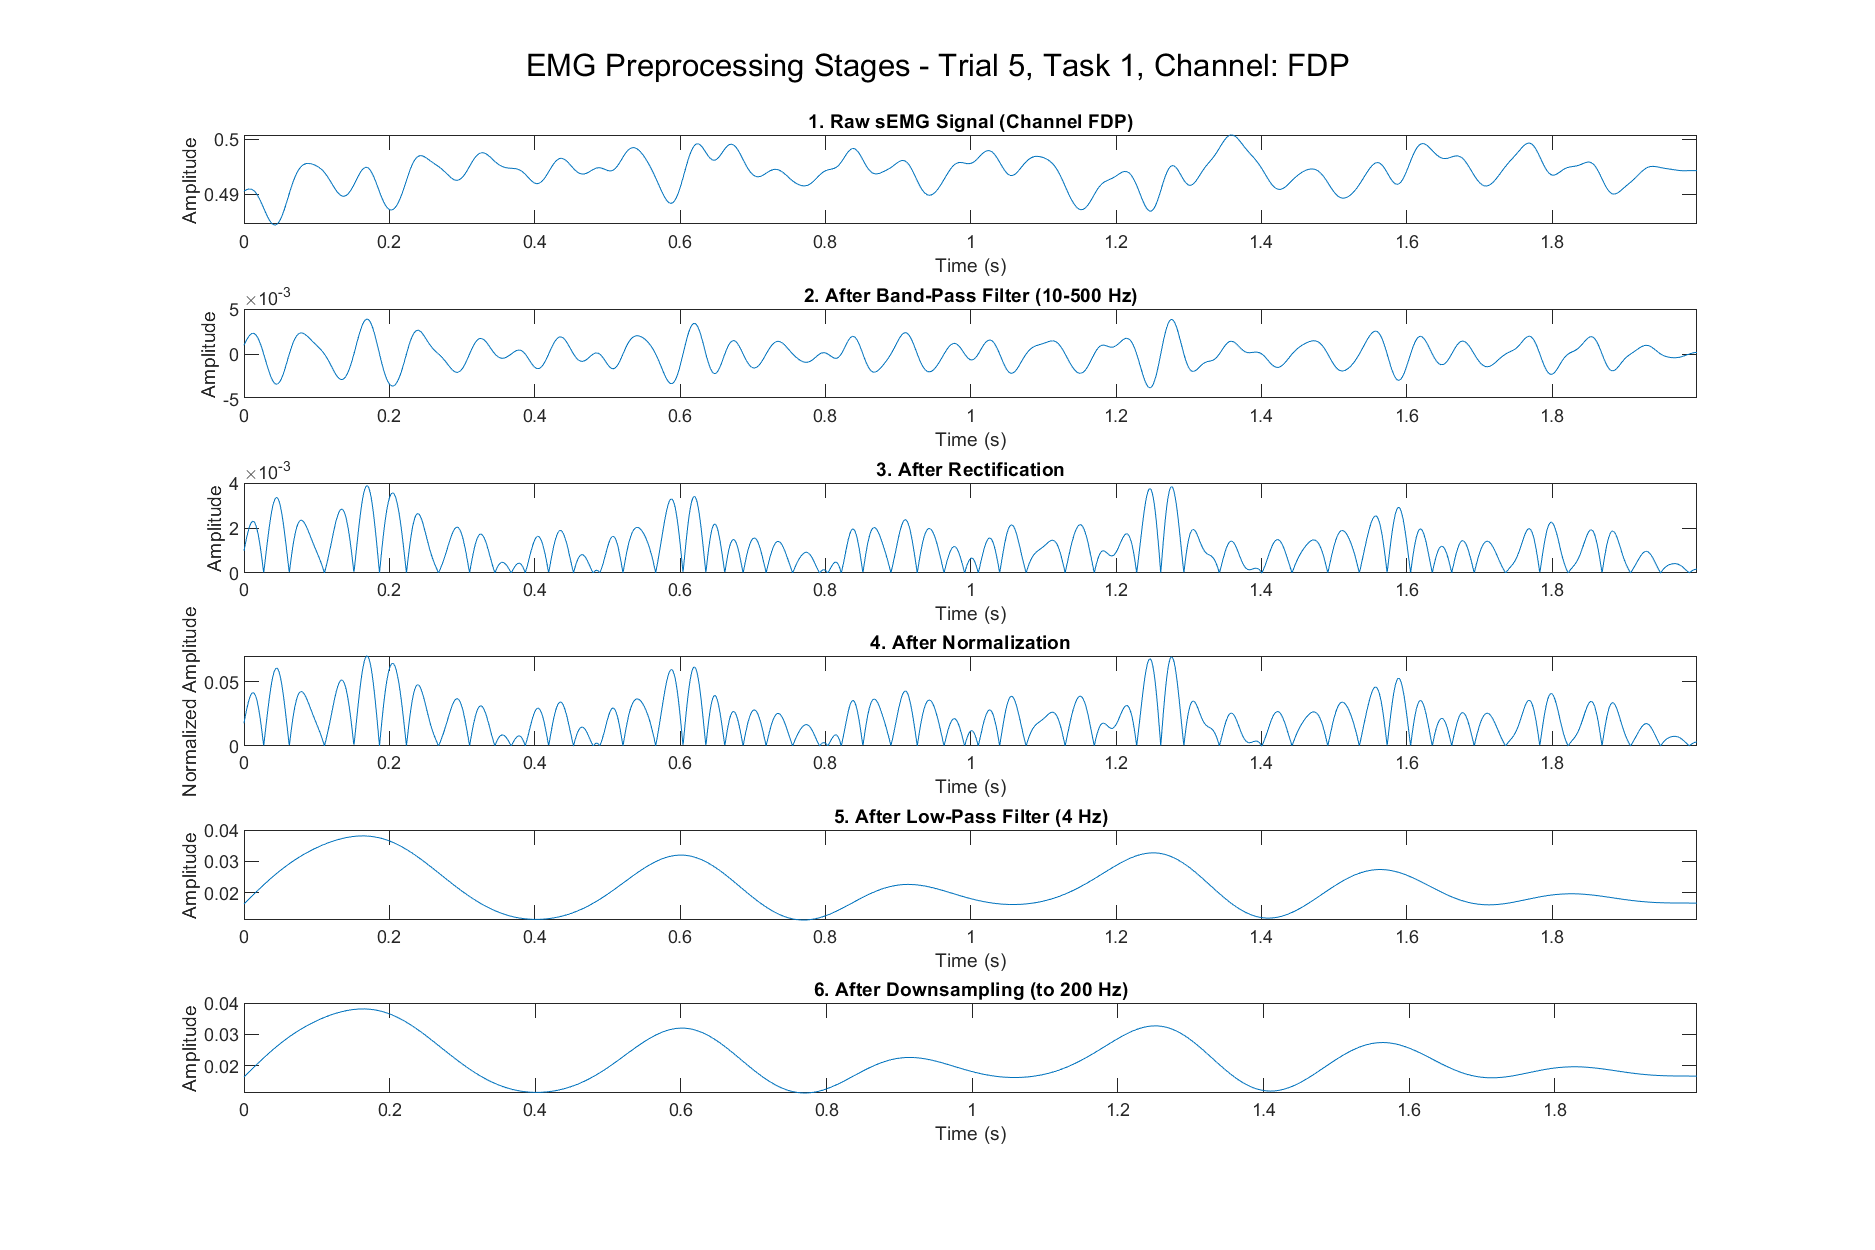 EMG Preprocessing Stages - Trial 5, Task 1, Channel: FDP
1. Raw sEMG Signal (Channel FDP)
Amplitude
0.5
0.49
0 0.2 0.4 0.6 0.8 1 1.2 1.4 1.6 1.8
Time (s)
2. After Band-Pass Filter (10-500 Hz)
×10-3
Amplitude
5
0
-5
0 0.2 0.4 0.6 0.8 1 1.2 1.4 1.6 1.8
Time (s)
3. After Rectification
×10-3
Amplitude
4
2
0
0 0.2 0.4 0.6 0.8 1 1.2 1.4 1.6 1.8
Time (s)
4. After Normalization
Normalized Amplitude
0.05
0
0 0.2 0.4 0.6 0.8 1 1.2 1.4 1.6 1.8
Time (s)
5. After Low-Pass Filter (4 Hz)
Amplitude
0.04
0.03
0.02
0 0.2 0.4 0.6 0.8 1 1.2 1.4 1.6 1.8
Time (s)
6. After Downsampling (to 200 Hz)
Amplitude
0.04
0.03
0.02
0 0.2 0.4 0.6 0.8 1 1.2 1.4 1.6 1.8
Time (s)